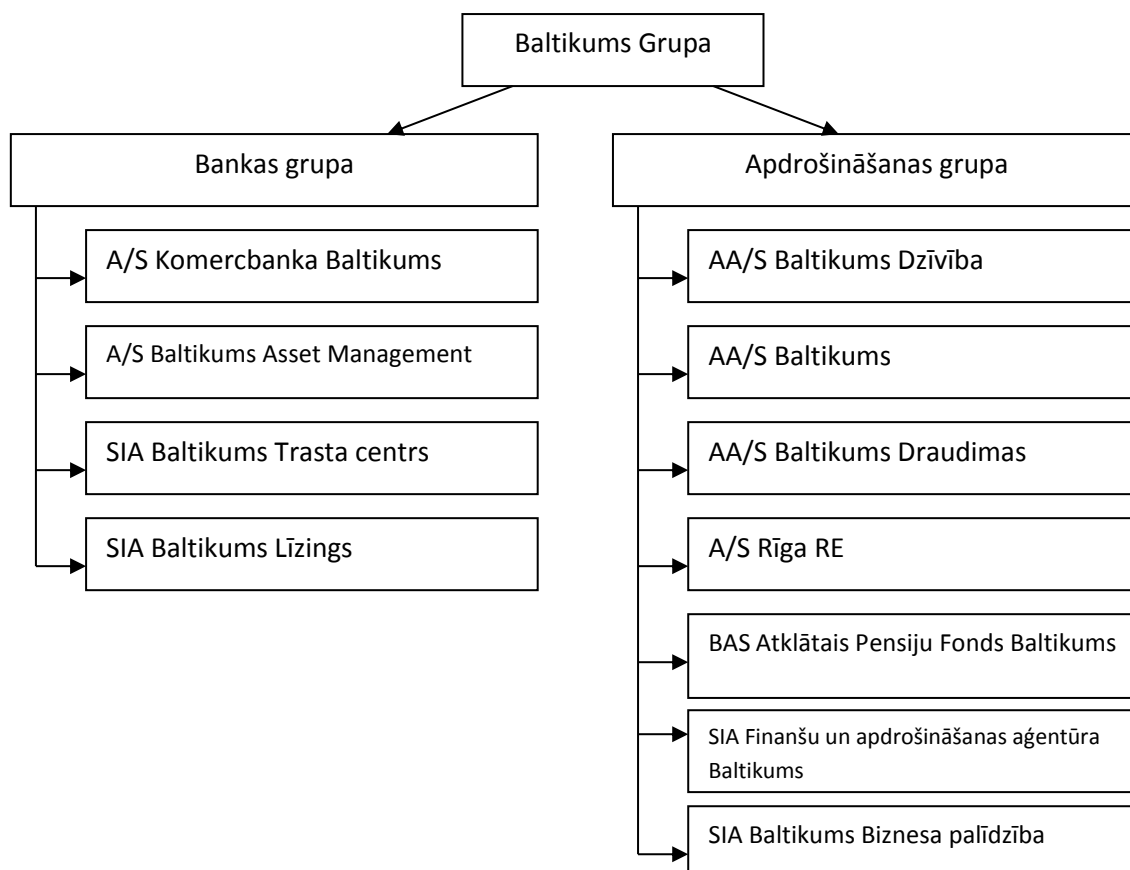 Baltikums Grupa
Bankas grupa
A/S Komercbanka Baltikums
A/S Baltikums Asset Management
SIA Baltikums Trasta centrs
SIA Baltikums Līzings
Apdrošināšanas grupa
AA/S Baltikums Dzīvība
AA/S Baltikums
AA/S Baltikums Draudimas
A/S Rīga RE
BAS Atklātais Pensiju Fonds Baltikums
SIA Finanšu un apdrošināšanas aģentūra
Baltikums
SIA Baltikums Biznesa palīdzība